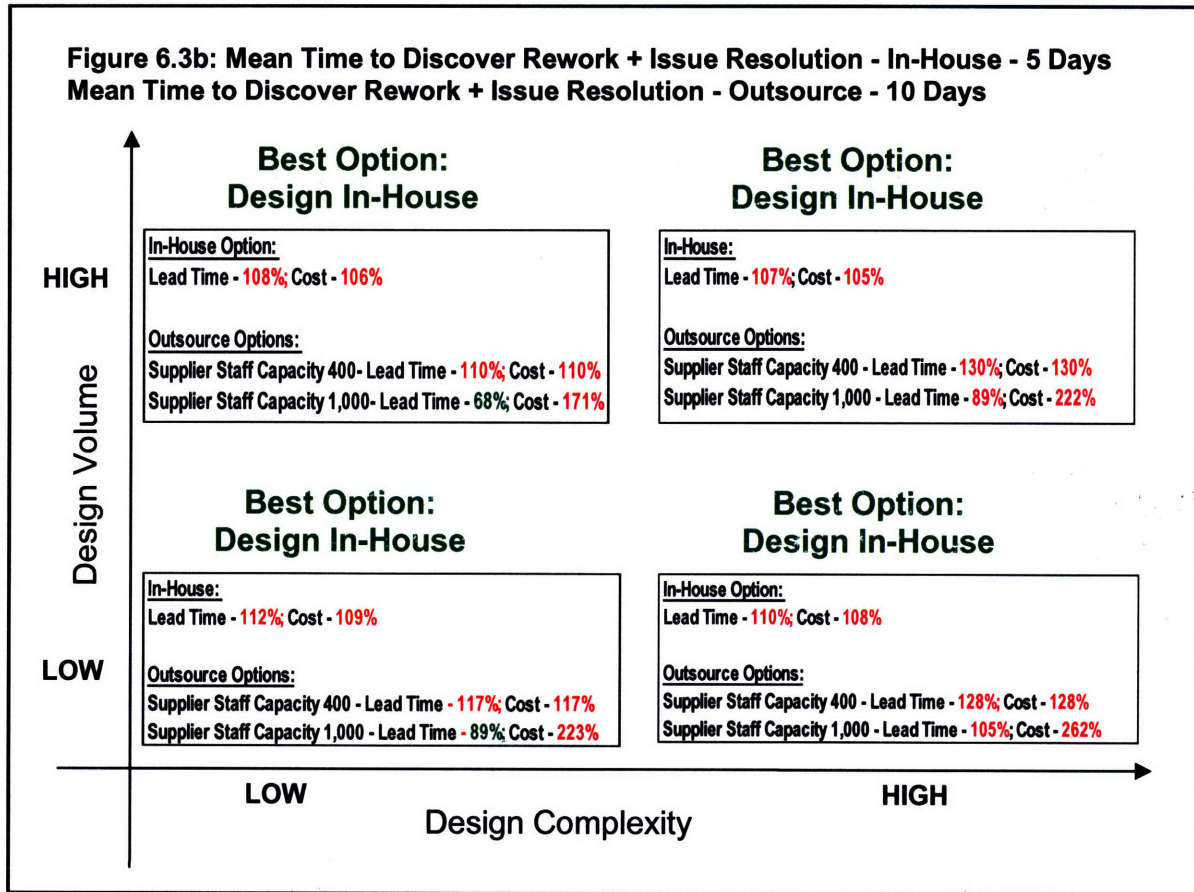 Figure 6.3b: Mean Time to Discover Rework + Issue Resolution - In-House - 5 Days
Mean Time to Discover Rework + Issue Resolution - Outsource - 10 Days
Best Option:
Design In-House
In-House Option:
Lead Time - 108%; Cost - 106%
Outsource Options:
Supplier Staff Capacity 400- Lead Time - 110%; Cost - 110%
Supplier Staff Capacity 1,000- Lead Time - 68%; Cost - 171%
Best Option:
Design In-House
In-House:
Lead Time - 107%; Cost - 105%
Outsource Options:
Supplier Staff Capacity 400 - Lead Time - 130%; Cost - 130%
Supplier Staff Capacity 1,000 - Lead Time - 89%; Cost - 222%
HIGH
Design Volume
LOW
Best Option:
Design In-House
In-House:
Lead Time - 112%; Cost - 109%
Outsource Options:
Supplier Staff Capacity 400 - Lead Time - 117%; Cost - 117%
Supplier Staff Capacity 1,000 - Lead Time - 89%; Cost - 223%
Best Option:
Design In-House
In-House Option:
Lead Time - 110%; Cost - 108%
Outsource Options:
Supplier Staff Capacity 400 - Lead Time - 128%; Cost - 128%
Supplier Staff Capacity 1,000 - Lead Time - 105%; Cost - 262%
LOW
HIGH
Design Complexity